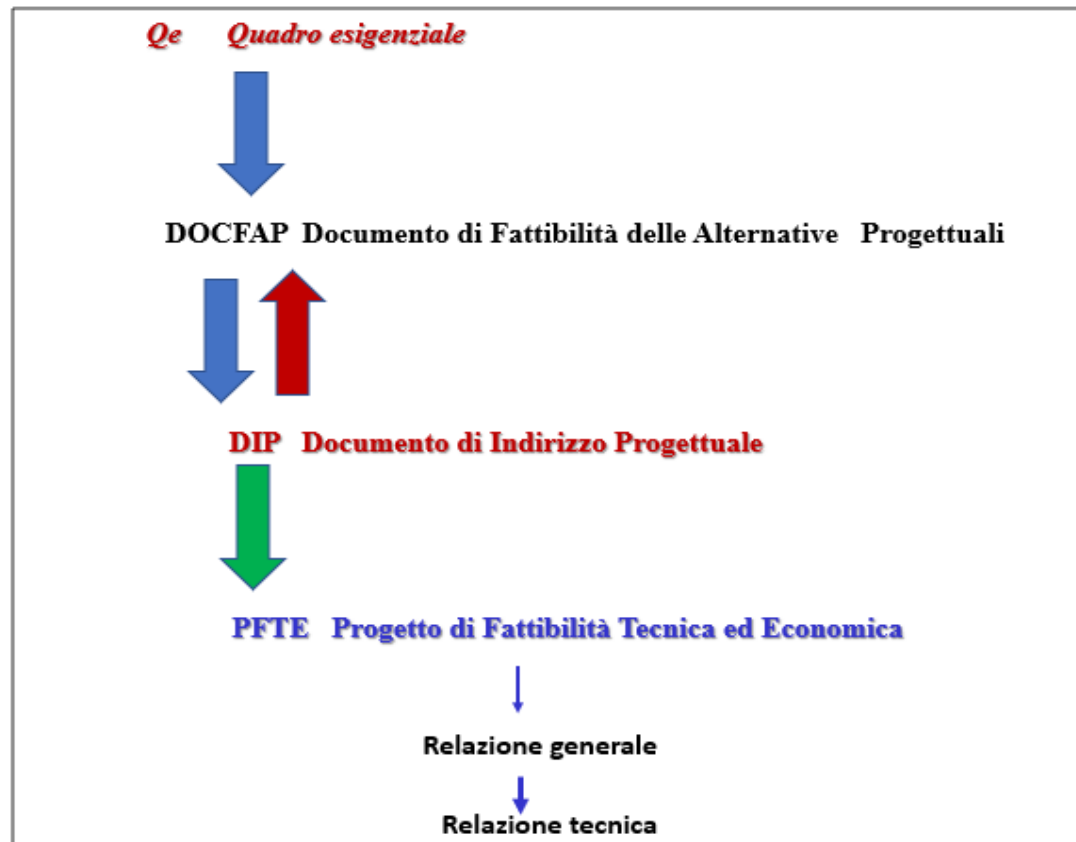 Qe Quadro esigenziale
DOCFAP Documento di Fattibilità delle Alternative Progettuali
DIP Documento di Indirizzo Progettuale
PFTE Progetto di Fattibilità Tecnica ed Economica
Relazione generale
Relazione tecnica